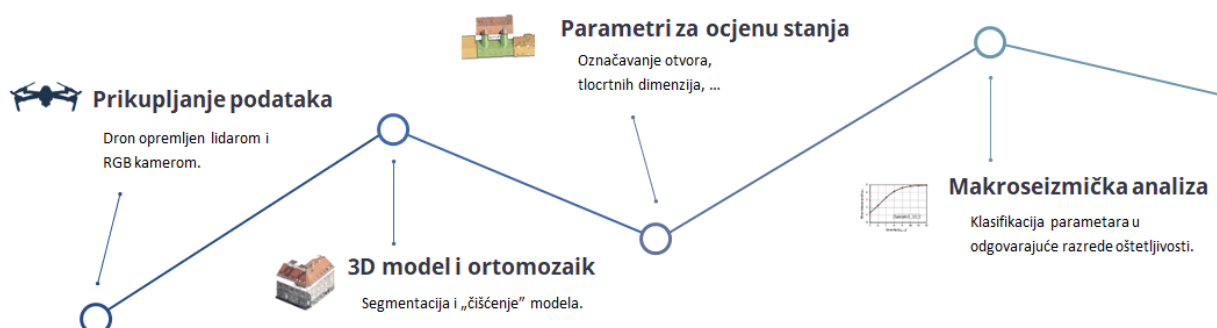 Prikupljanje podataka
Dron opremljen lidarom i
RGB kamerom.
3D model i ortomozaik
Segmentacija i „čišćenje” modela.
Parametri za ocjenu stanja
Označavanje otvora,
tlocrtnih dimenzija, ...
Makroseizmička analiza
Klasifikacija parametara u
odgovarajuće razrede oštetljivosti.